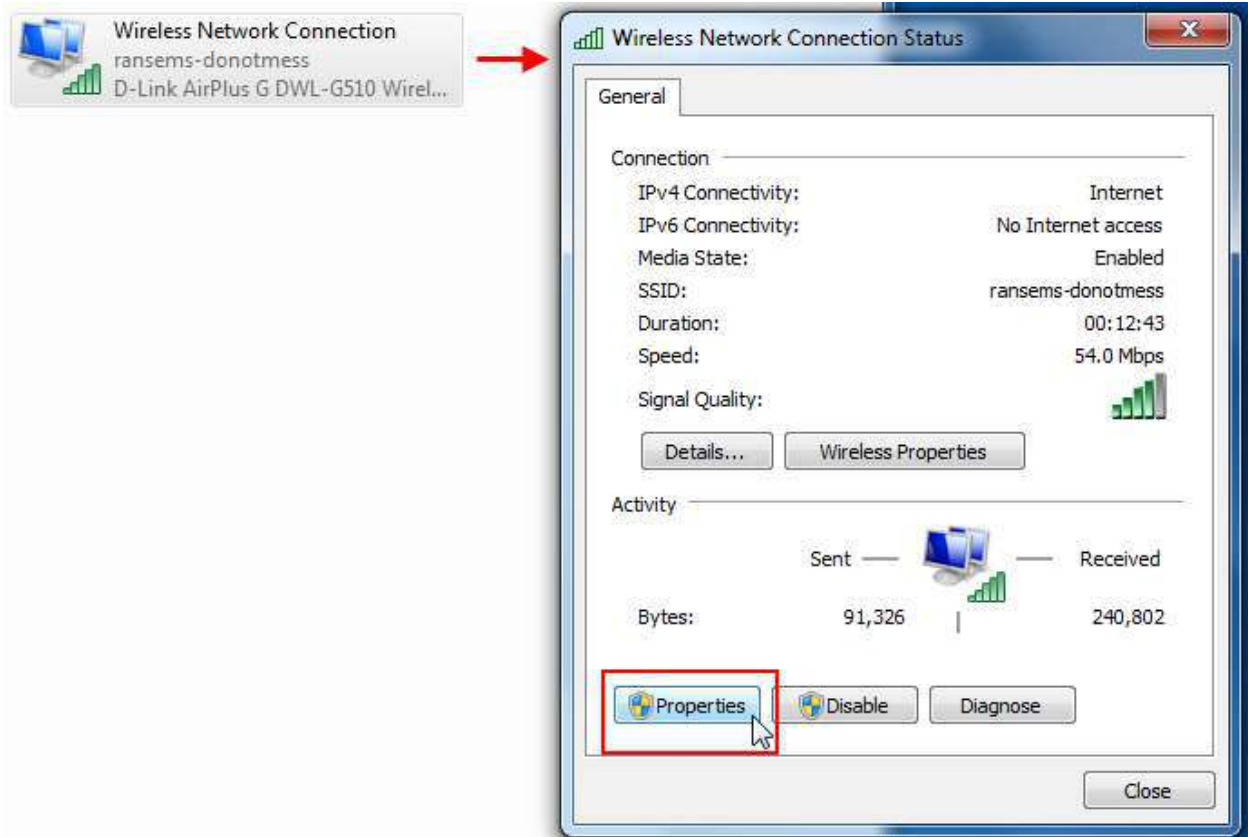 Wireless Network Connection
ransems-donotmess
D-Link AirPlus G DWL-G510 Wirel...
Wireless Network Connection Status
General
Connection
IPv4 Connectivity: Internet
IPv6 Connectivity: No Internet access
Media State: Enabled
SSID: ransems-donotmess
Duration: 00:12:43
Speed: 54.0 Mbps
Signal Quality:
Details... Wireless Properties
Activity
Sent Received
Bytes: 91,326 240,802
Properties Disable Diagnose
Close